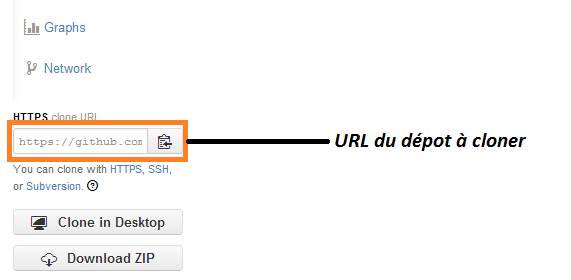 Graphs
Network
HTTPS clone URL
https://github.com
URL du dépot à cloner
You can clone with HTTPS, SSH,
or Subversion.
Clone in Desktop
Download ZIP